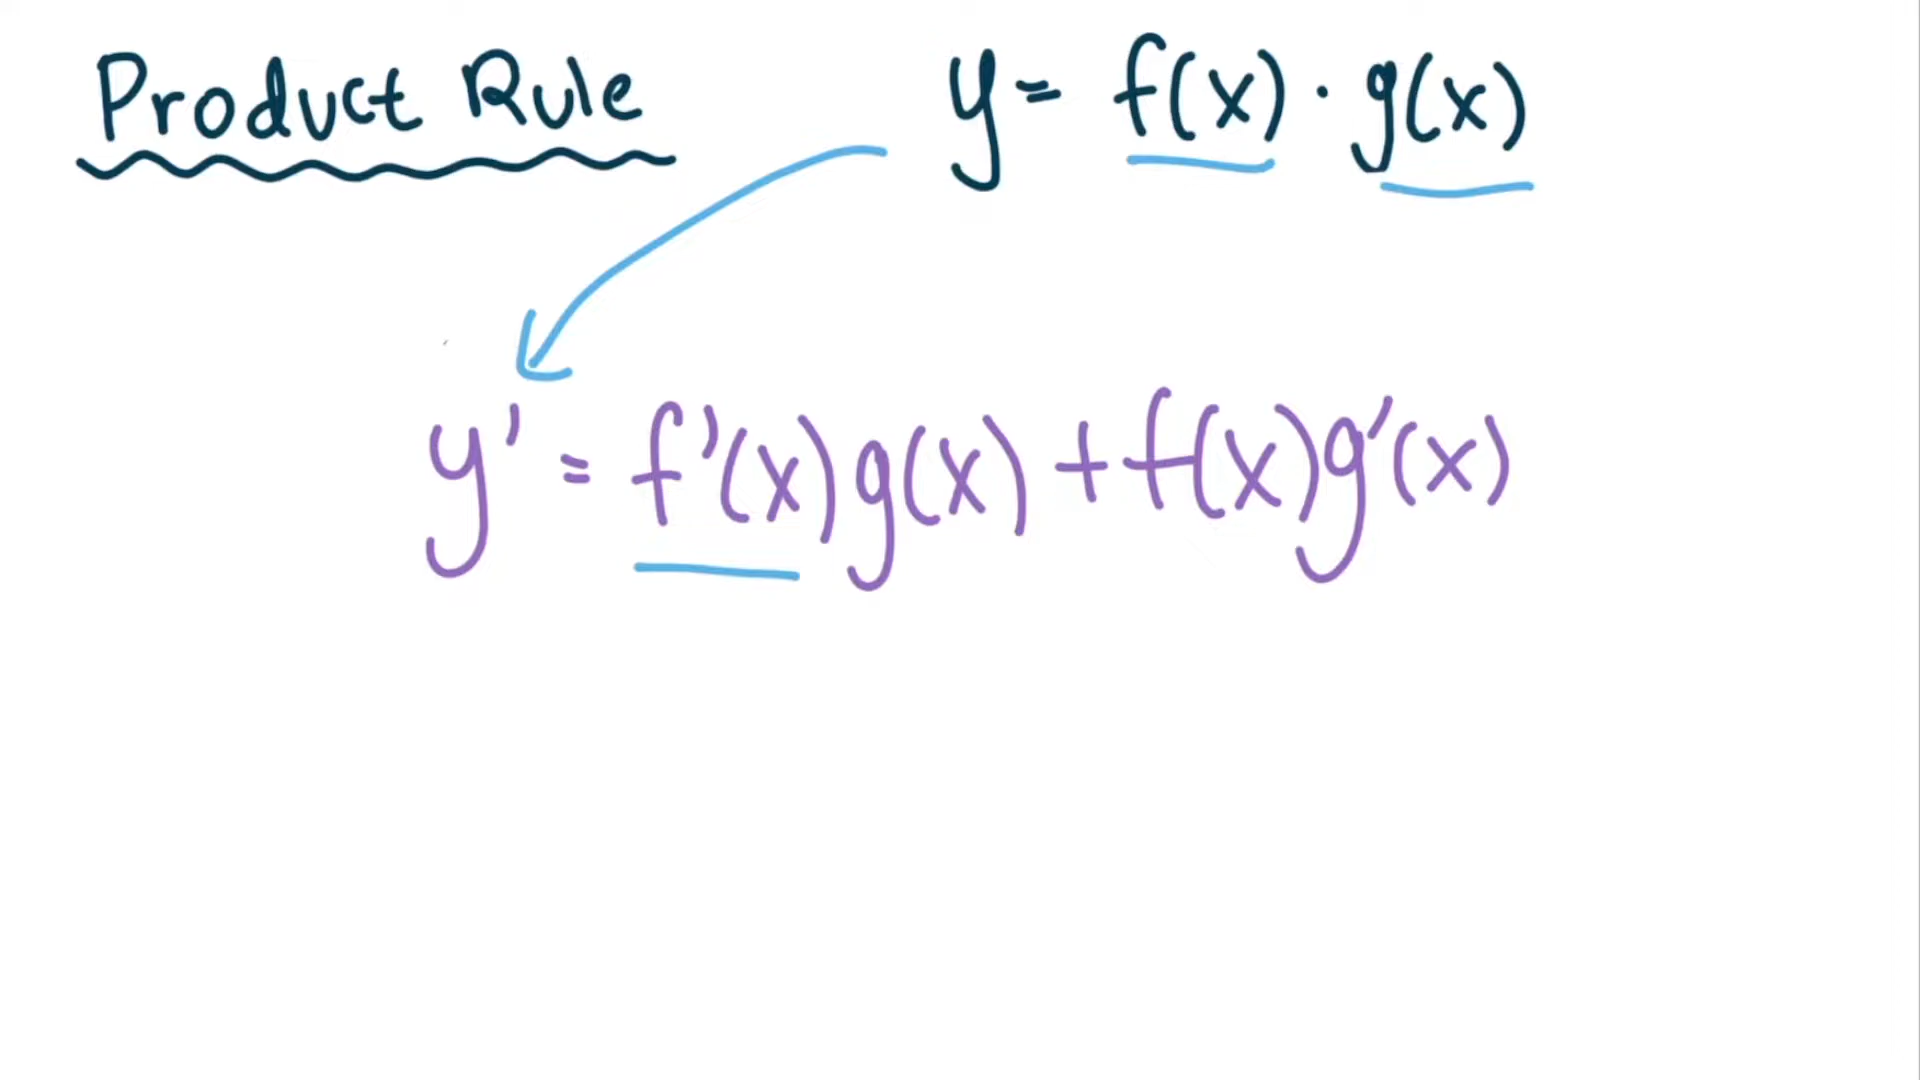 Product Rule
y = f(x) · g(x)
y' = f'(x)g(x) + f(x)g'(x)